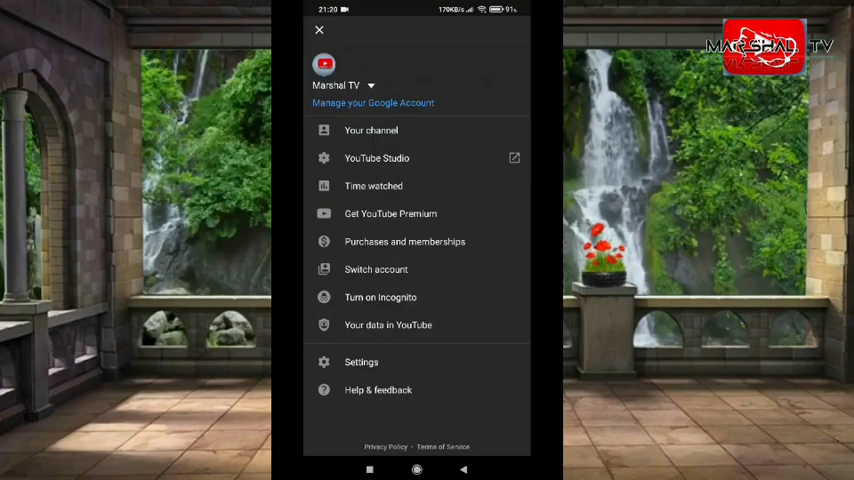 21:20
170KB/s
91%
MARSHAL TV
Marshal TV
Manage your Google Account
Your channel
YouTube Studio
Time watched
Get YouTube Premium
Purchases and memberships
Switch account
Turn on Incognito
Your data in YouTube
Settings
Help & feedback
Privacy Policy • Terms of Service